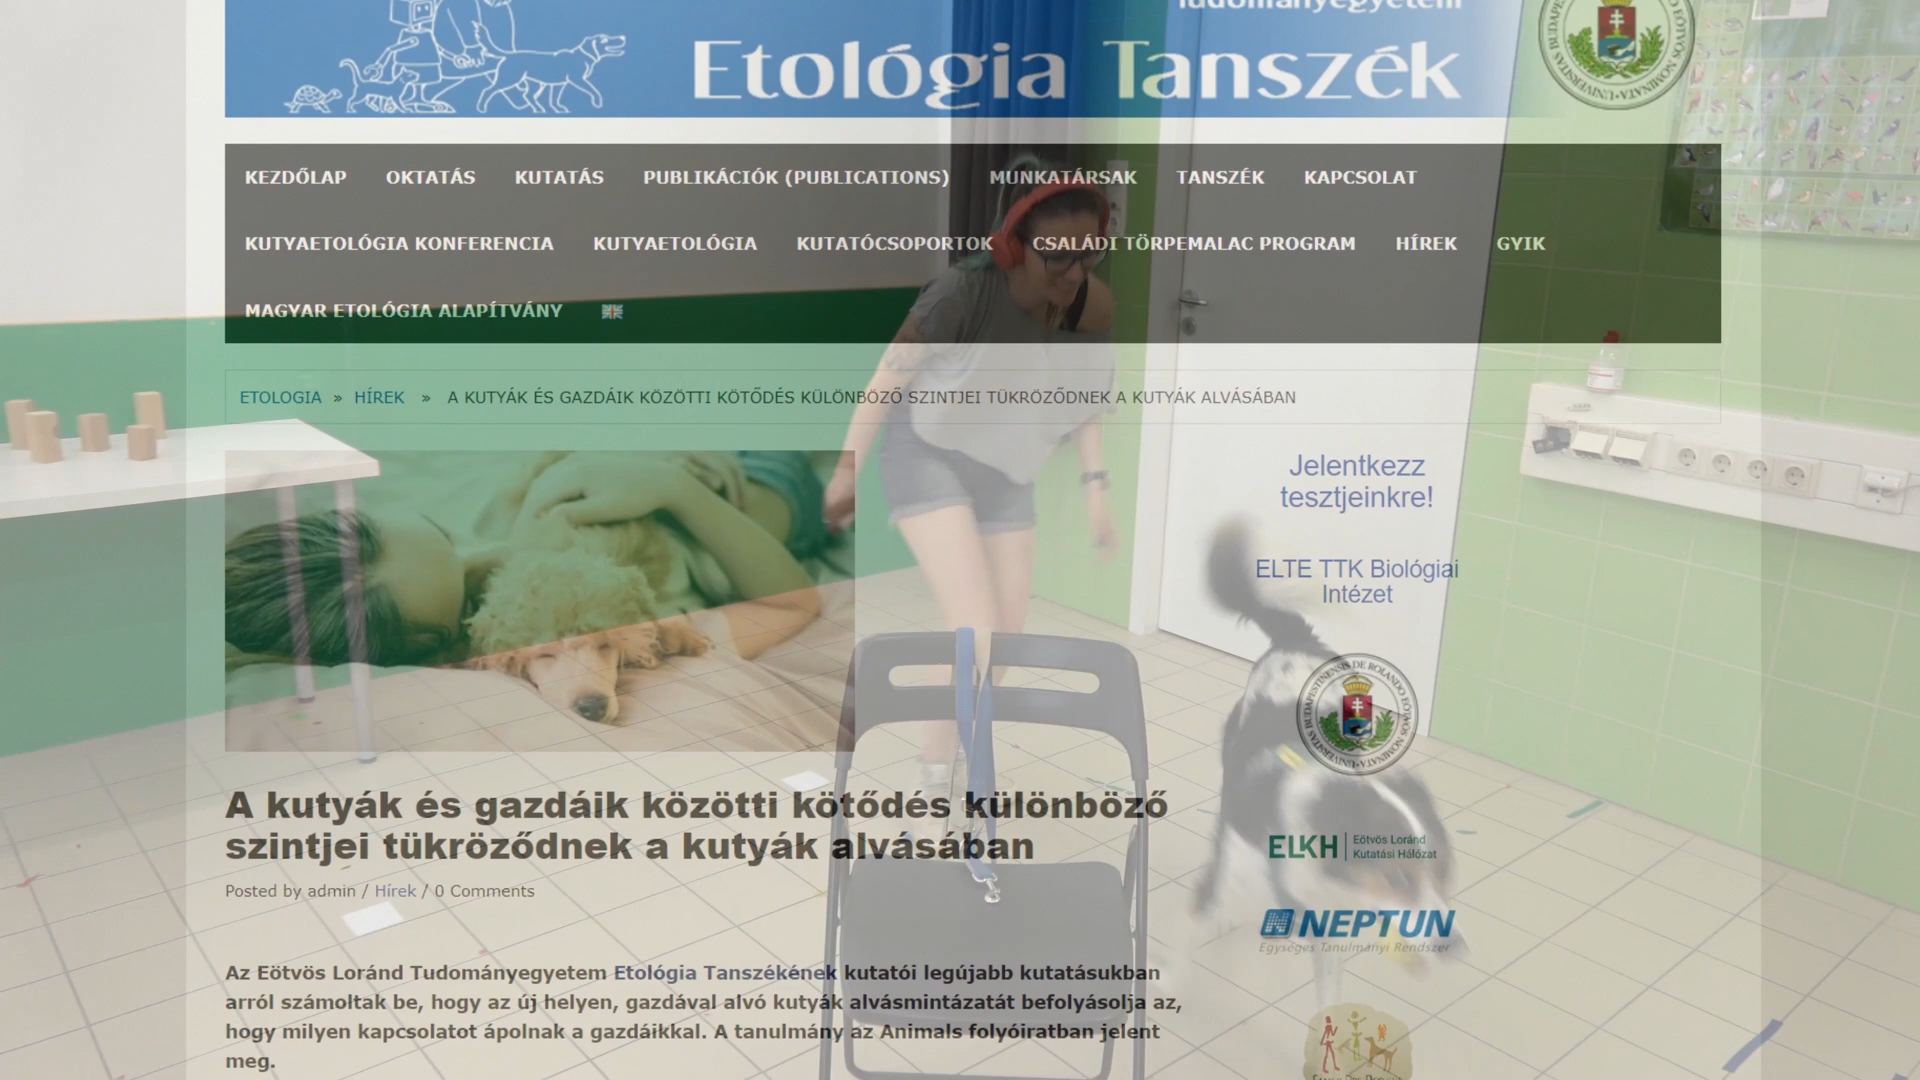 Tudományegyetem
Etológia Tanszék
KEZDŐLAP OKTATÁS KUTATÁS PUBLIKÁCIÓK (PUBLICATIONS) MUNKATÁRSAK TANSZÉK KAPCSOLAT
KUTYAETOLÓGIA KONFERENCIA KUTYAETOLÓGIA KUTATÓCSOPORTOK CSALÁDI TÖRPEMALAC PROGRAM HÍREK GYIK
MAGYAR ETOLÓGIA ALAPÍTVÁNY
ETOLOGIA » HÍREK » A KUTYÁK ÉS GAZDÁIK KÖZÖTTI KÖTŐDÉS KÜLÖNBÖZŐ SZINTJEI TÜKRÖZŐDNEK A KUTYÁK ALVÁSÁBAN
A kutyák és gazdáik közötti kötődés különböző
szintjei tükröződnek a kutyák alvásában
Posted by admin / Hírek / 0 Comments
Az Eötvös Loránd Tudományegyetem Etológia Tanszékének kutatói legújabb kutatásukban
arról számoltak be, hogy az új helyen, gazdával alvó kutyák alvásmintázatát befolyásolja az,
hogy milyen kapcsolatot ápolnak a gazdáikkal. A tanulmány az Animals folyóiratban jelent
meg.
Jelentkezz
tesztjeinkre!
ELTE TTK Biológiai
Intézet
ELKH Eötvös Loránd
Kutatási Hálózat
NEPTUN
Egységes Tanulmányi Rendszer